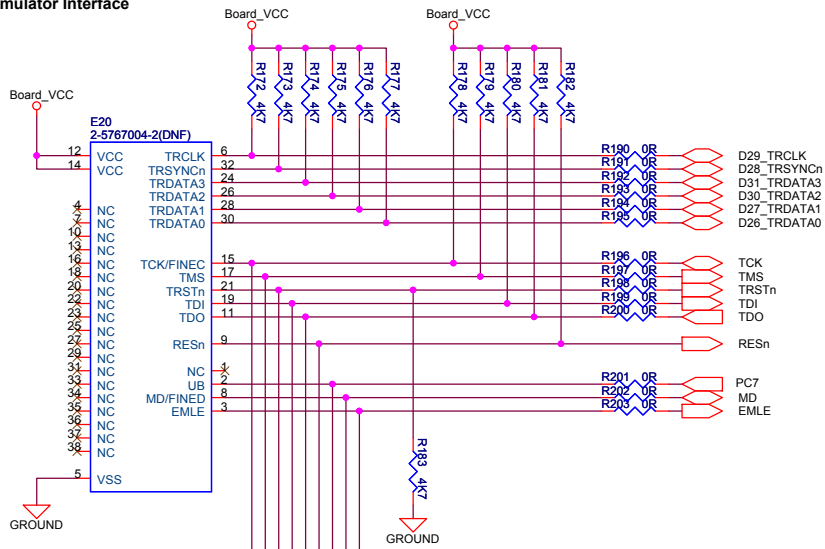 mulator Interface
Board_VCC
Board_VCC
Board_VCC
R172 4K7
R173 4K7
R174 4K7
R175 4K7
R176 4K7
R177 4K7
R178 4K7
R179 4K7
R180 4K7
R181 4K7
R182 4K7
E20
2-5767004-2(DNF)
12 VCC TRCLK 6 R190 0R D29_TRCLK
14 VCC TRSYNCn 32 R191 0R D28_TRSYNCn
TRDATA3 24 R192 0R D31_TRDATA3
TRDATA2 26 R193 0R D30_TRDATA2
4 NC TRDATA1 28 R194 0R D27_TRDATA1
7 NC TRDATA0 30 R195 0R D26_TRDATA0
10 NC
13 NC
16 NC TCK/FINEC 15 R196 0R TCK
18 NC TMS 17 R197 0R TMS
20 NC TRSTn 21 R198 0R TRSTn
22 NC TDI 19 R199 0R TDI
23 NC TDO 11 R200 0R TDO
25 NC
27 NC RESn 9 RESn
29 NC
31 NC NC 1
33 NC UB 2 R201 0R PC7
34 NC MD/FINED 8 R202 0R MD
35 NC EMLE 3 R203 0R EMLE
36 NC
37 NC
38 NC
R183 4K7
5 VSS
GROUND
GROUND